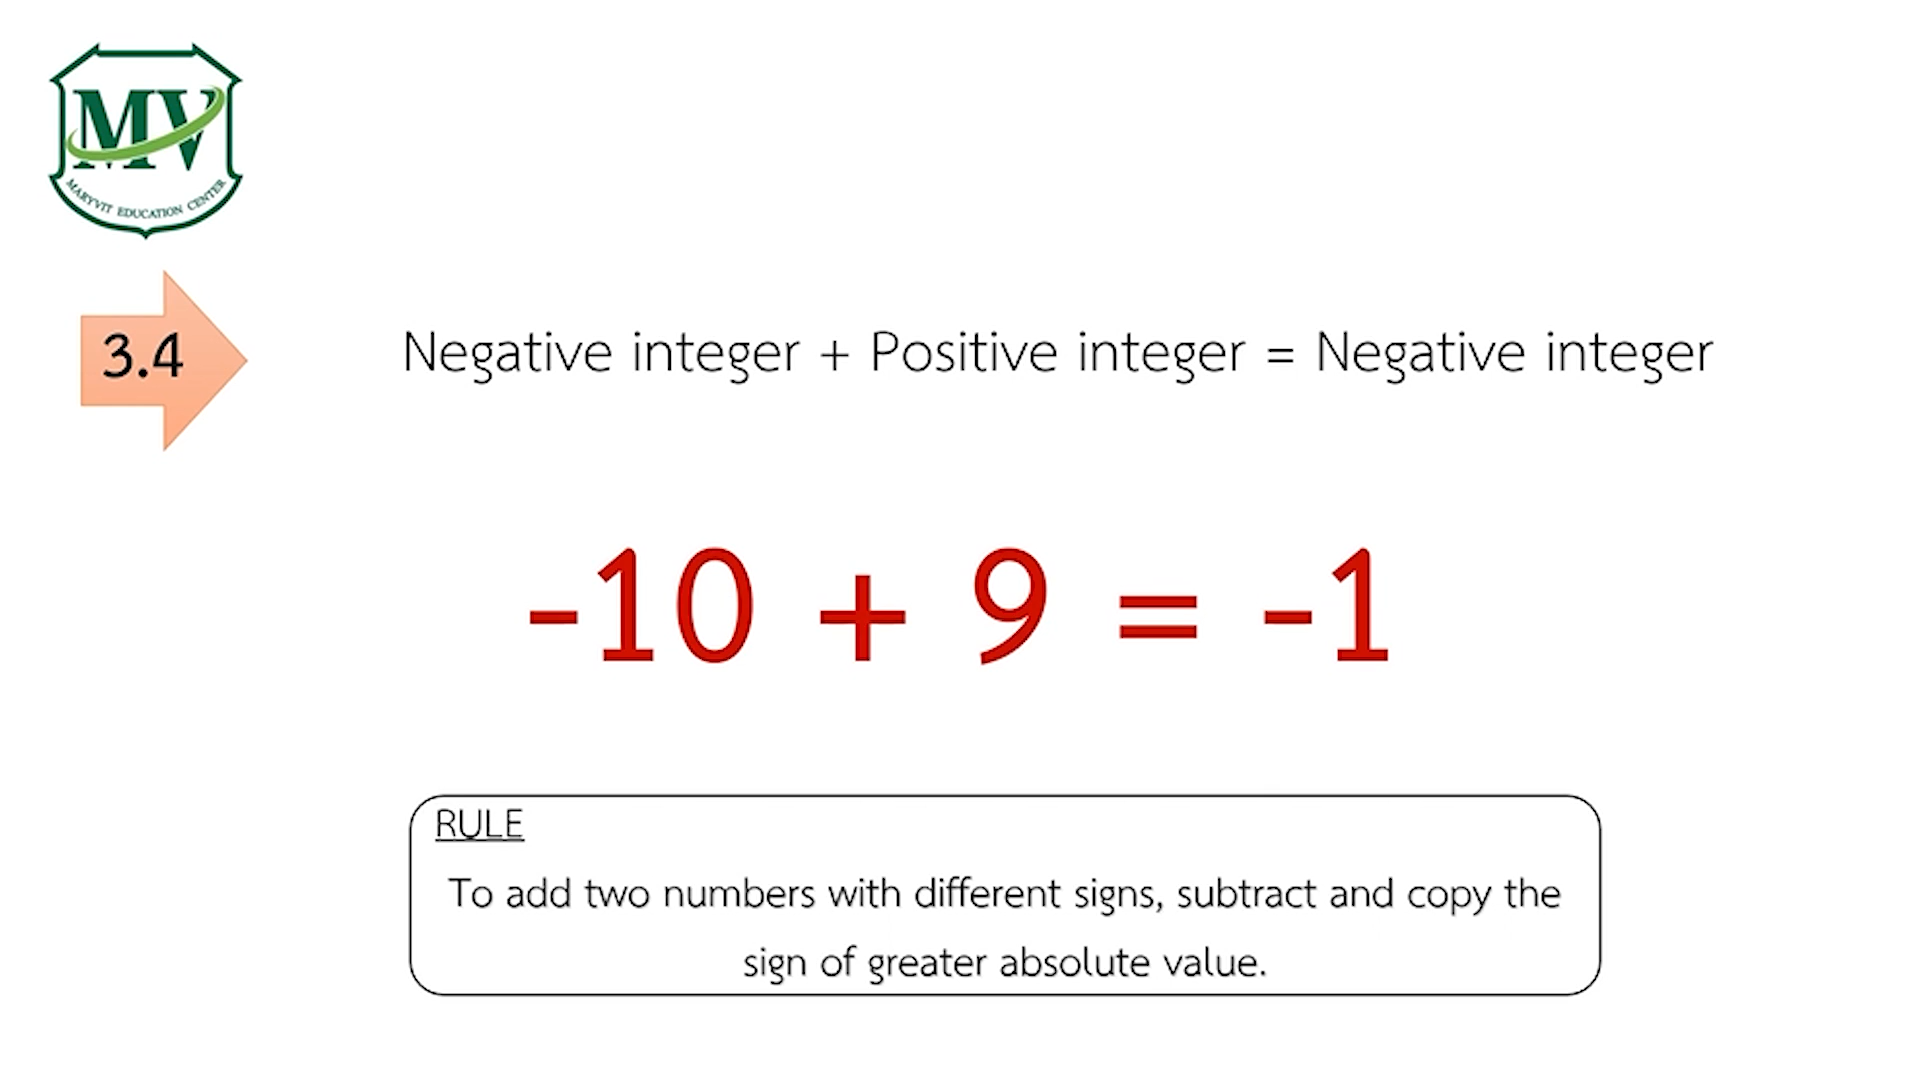 MV
MARYVIT EDUCATION CENTER
3.4
Negative integer + Positive integer = Negative integer
-10 + 9 = -1
RULE
To add two numbers with different signs, subtract and copy the
sign of greater absolute value.